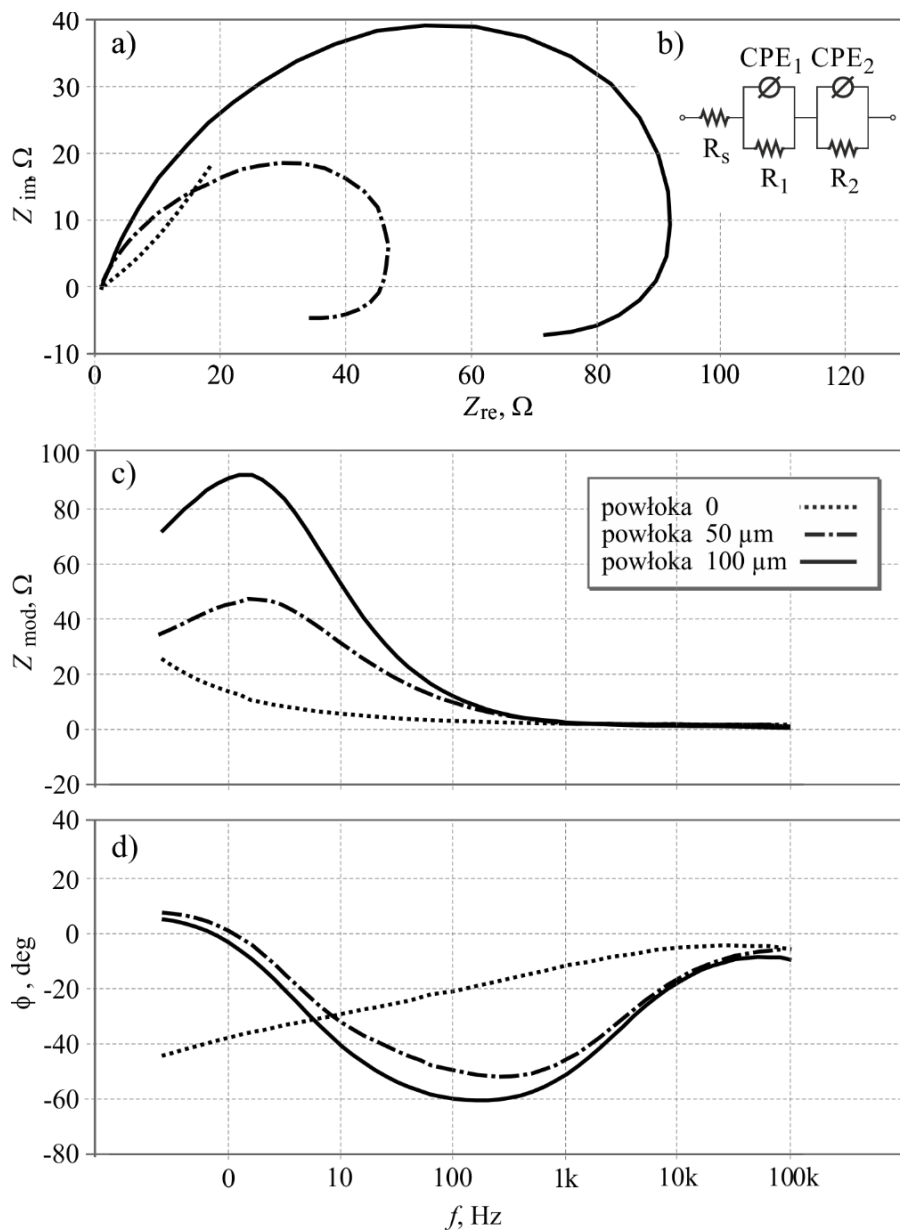 a)
b)
CPE1 CPE2
Rs
R1 R2
40
30
20
10
0
-10
Z im, Ω
0 20 40 60 80 100 120
Zre, Ω
c)
100
80
60
40
20
0
-20
Z mod, Ω
powłoka 0
powłoka 50 µm
powłoka 100 µm
d)
40
20
0
-20
-40
-60
-80
ϕ , deg
0 10 100 1k 10k 100k
f, Hz